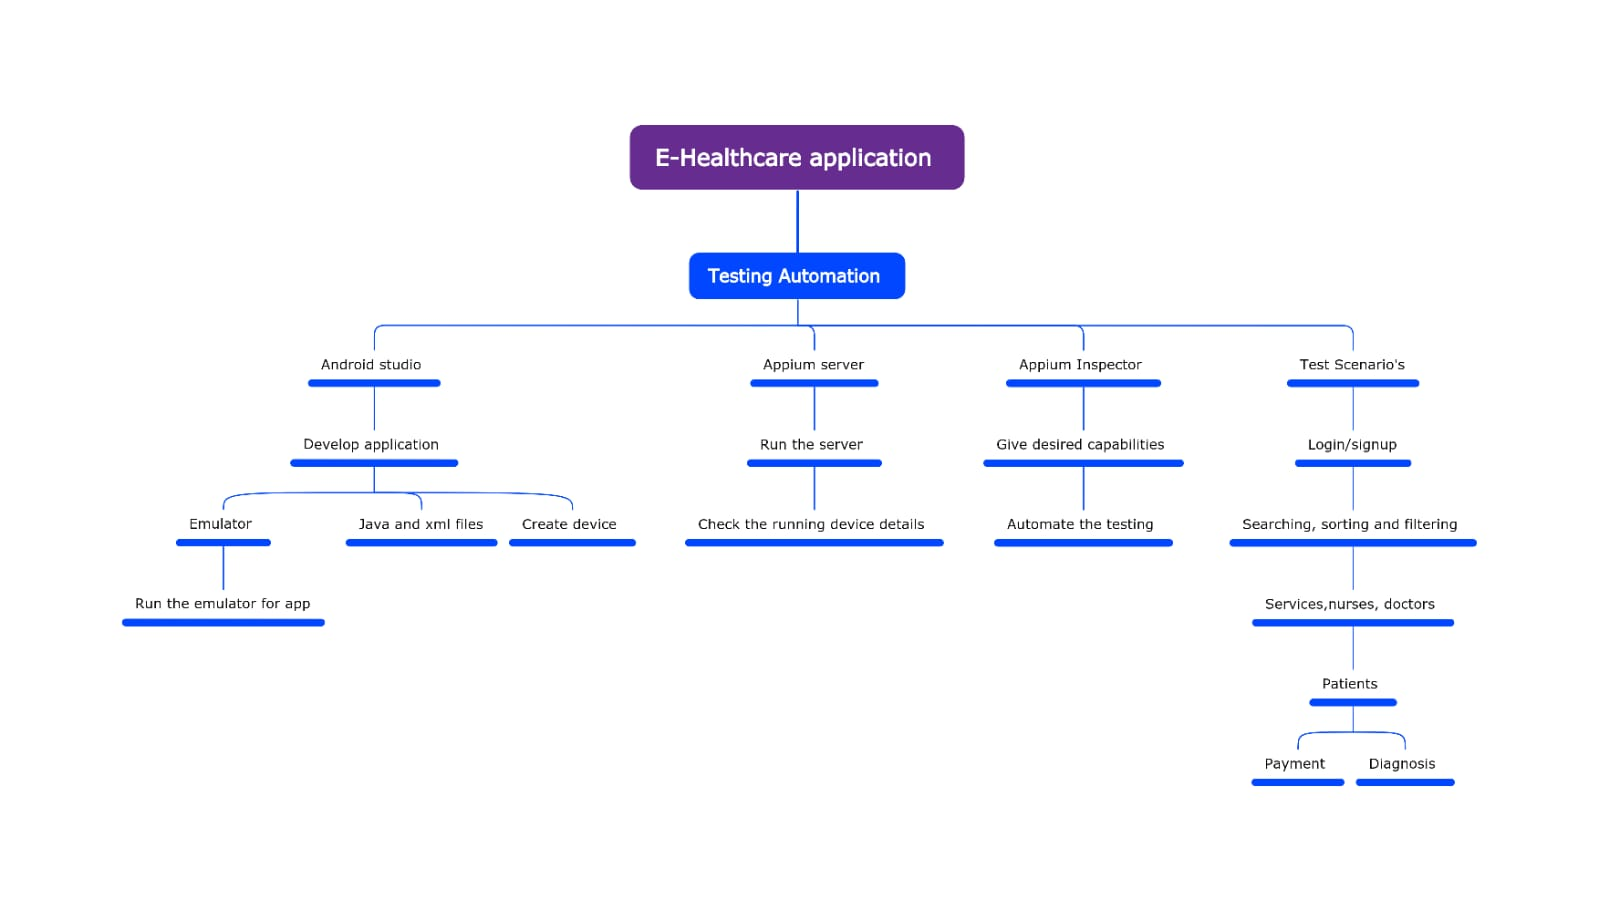 E-Healthcare application
Testing Automation
Android studio
Appium server
Appium Inspector
Test Scenario's
Develop application
Run the server
Give desired capabilities
Login/signup
Emulator
Java and xml files
Create device
Check the running device details
Automate the testing
Searching, sorting and filtering
Run the emulator for app
Services,nurses, doctors
Patients
Payment
Diagnosis